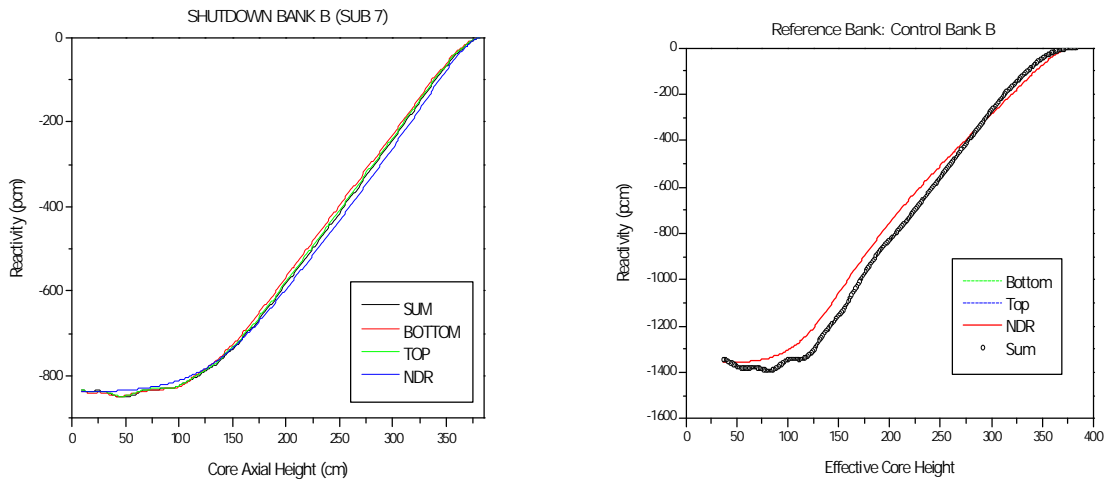 SHUTDOWN BANK B (SUB 7)
0
-200
-400
-600
-800
Reactivity (pcm)
SUM
BOTTOM
TOP
NDR
0 50 100 150 200 250 300 350
Core Axial Height (cm)
Reference Bank: Control Bank B
0
-200
-400
-600
-800
-1000
-1200
-1400
-1600
Reactivity (pcm)
Bottom
Top
NDR
Sum
0 50 100 150 200 250 300 350 400
Effective Core Height